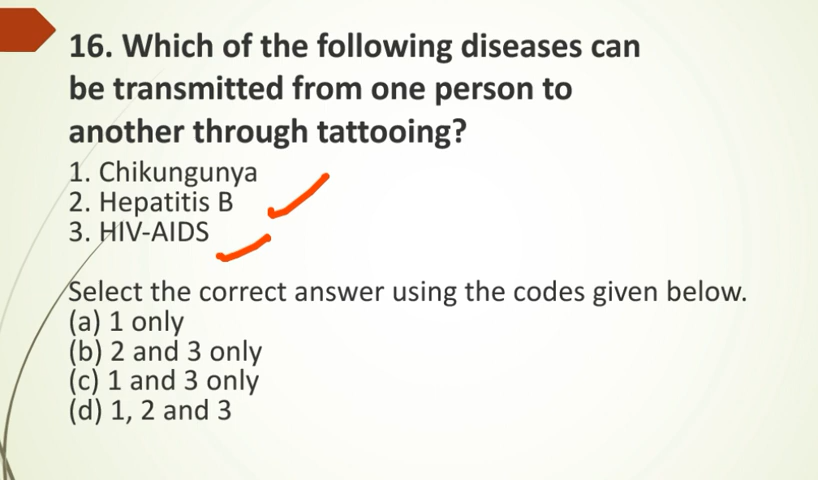 16. Which of the following diseases can
be transmitted from one person to
another through tattooing?
1. Chikungunya
2. Hepatitis B
3. HIV-AIDS
Select the correct answer using the codes given below.
(a) 1 only
(b) 2 and 3 only
(c) 1 and 3 only
(d) 1, 2 and 3